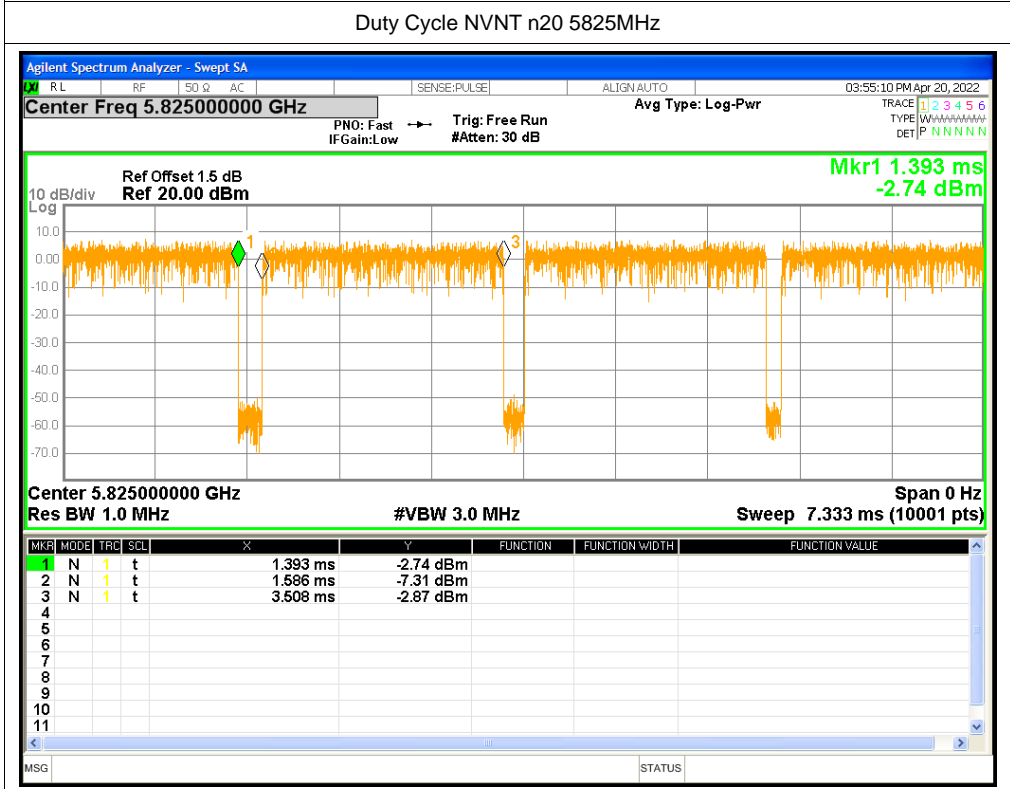 Duty Cycle NVNT n20 5825MHz
Agilent Spectrum Analyzer - Swept SA
LXI RL RF 50 Ω AC SENSE:PULSE ALIGN AUTO 03:55:10 PM Apr 20, 2022
Center Freq 5.825000000 GHz Avg Type: Log-Pwr TRACE 1 2 3 4 5 6
PNO: Fast Trig: Free Run TYPE W
IFGain:Low #Atten: 30 dB DET P N N N N N
Mkr1 1.393 ms
Ref Offset 1.5 dB
10 dB/div Ref 20.00 dBm -2.74 dBm
Log
10.0
0.00
-10.0
-20.0
-30.0
-40.0
-50.0
-60.0
-70.0
1
3
Center 5.825000000 GHz Span 0 Hz
Res BW 1.0 MHz #VBW 3.0 MHz Sweep 7.333 ms (10001 pts)
MKR MODE TRC SCL X Y FUNCTION FUNCTION WIDTH FUNCTION VALUE
1 N 1 t 1.393 ms -2.74 dBm
2 N 1 t 1.586 ms -7.31 dBm
3 N 1 t 3.508 ms -2.87 dBm
4
5
6
7
8
9
10
11
MSG STATUS